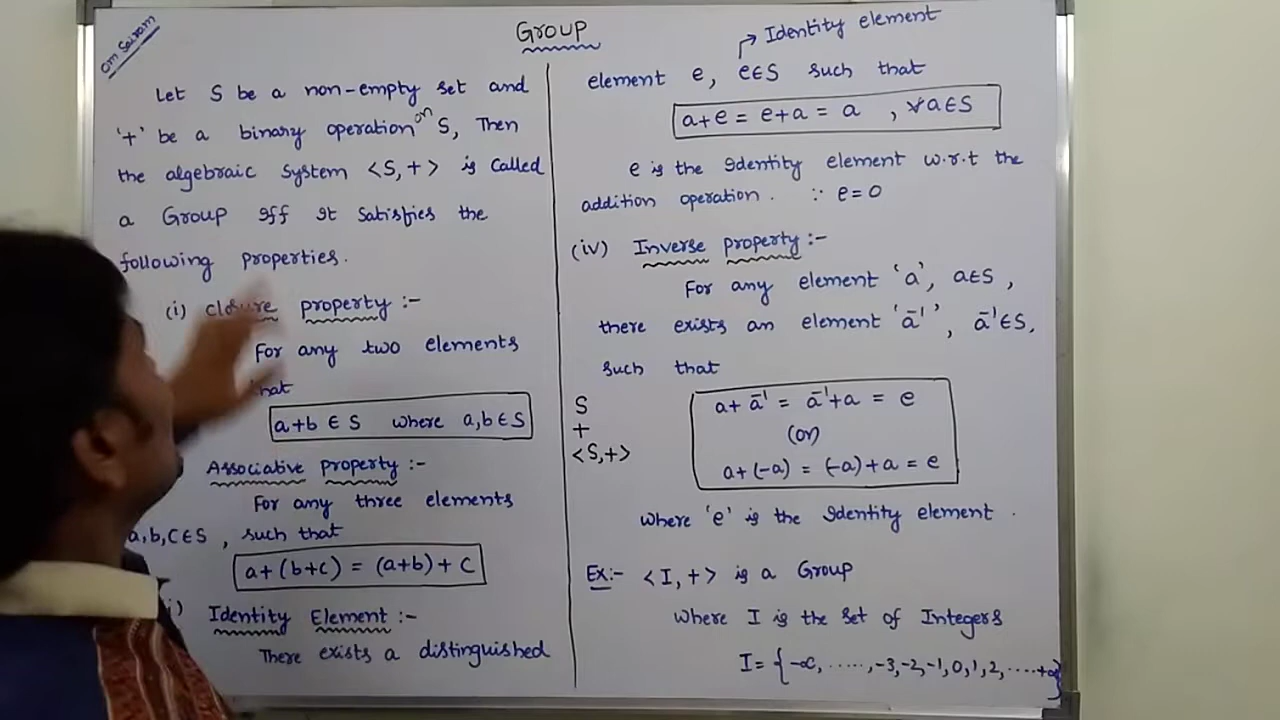 Om Sairam
Group
Let S be a non-empty set and
'+' be a binary operation on S, Then
the algebraic System <S,+> is called
a Group iff It Satisfies the
following properties.
(i) closure property :-
For any two elements
that
a+b ∈ S where a,b ∈ S
Associative property :-
For any three elements
a,b,c ∈ S , such that
a+(b+c) = (a+b)+c
Identity Element :-
There exists a distinguished
→ Identity element
element e, e∈S such that
a+e = e+a = a , ∀a∈S
e is the Identity element w.r.t the
addition operation. ∵ e=0
(iv) Inverse property :-
For any element 'a', a∈S,
there exists an element 'a⁻¹', a⁻¹∈S,
such that
S
+
<S,+>
a+a⁻¹ = a⁻¹+a = e
(or)
a+(-a) = (-a)+a = e
where 'e' is the Identity element.
Ex:- <I,+> is a Group
where I is the set of Integers
I={-∞, ....., -3,-2,-1,0,1,2, .....+∞}